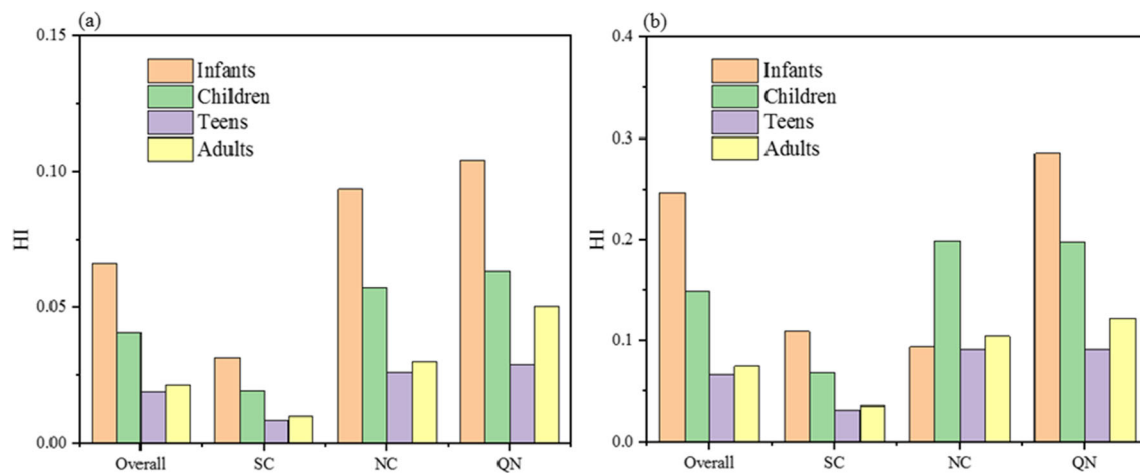 (a)
0.15
0.10
0.05
0.00
HI
Infants
Children
Teens
Adults
Overall SC NC QN
(b)
0.4
0.3
0.2
0.1
0.0
HI
Infants
Children
Teens
Adults
Overall SC NC QN